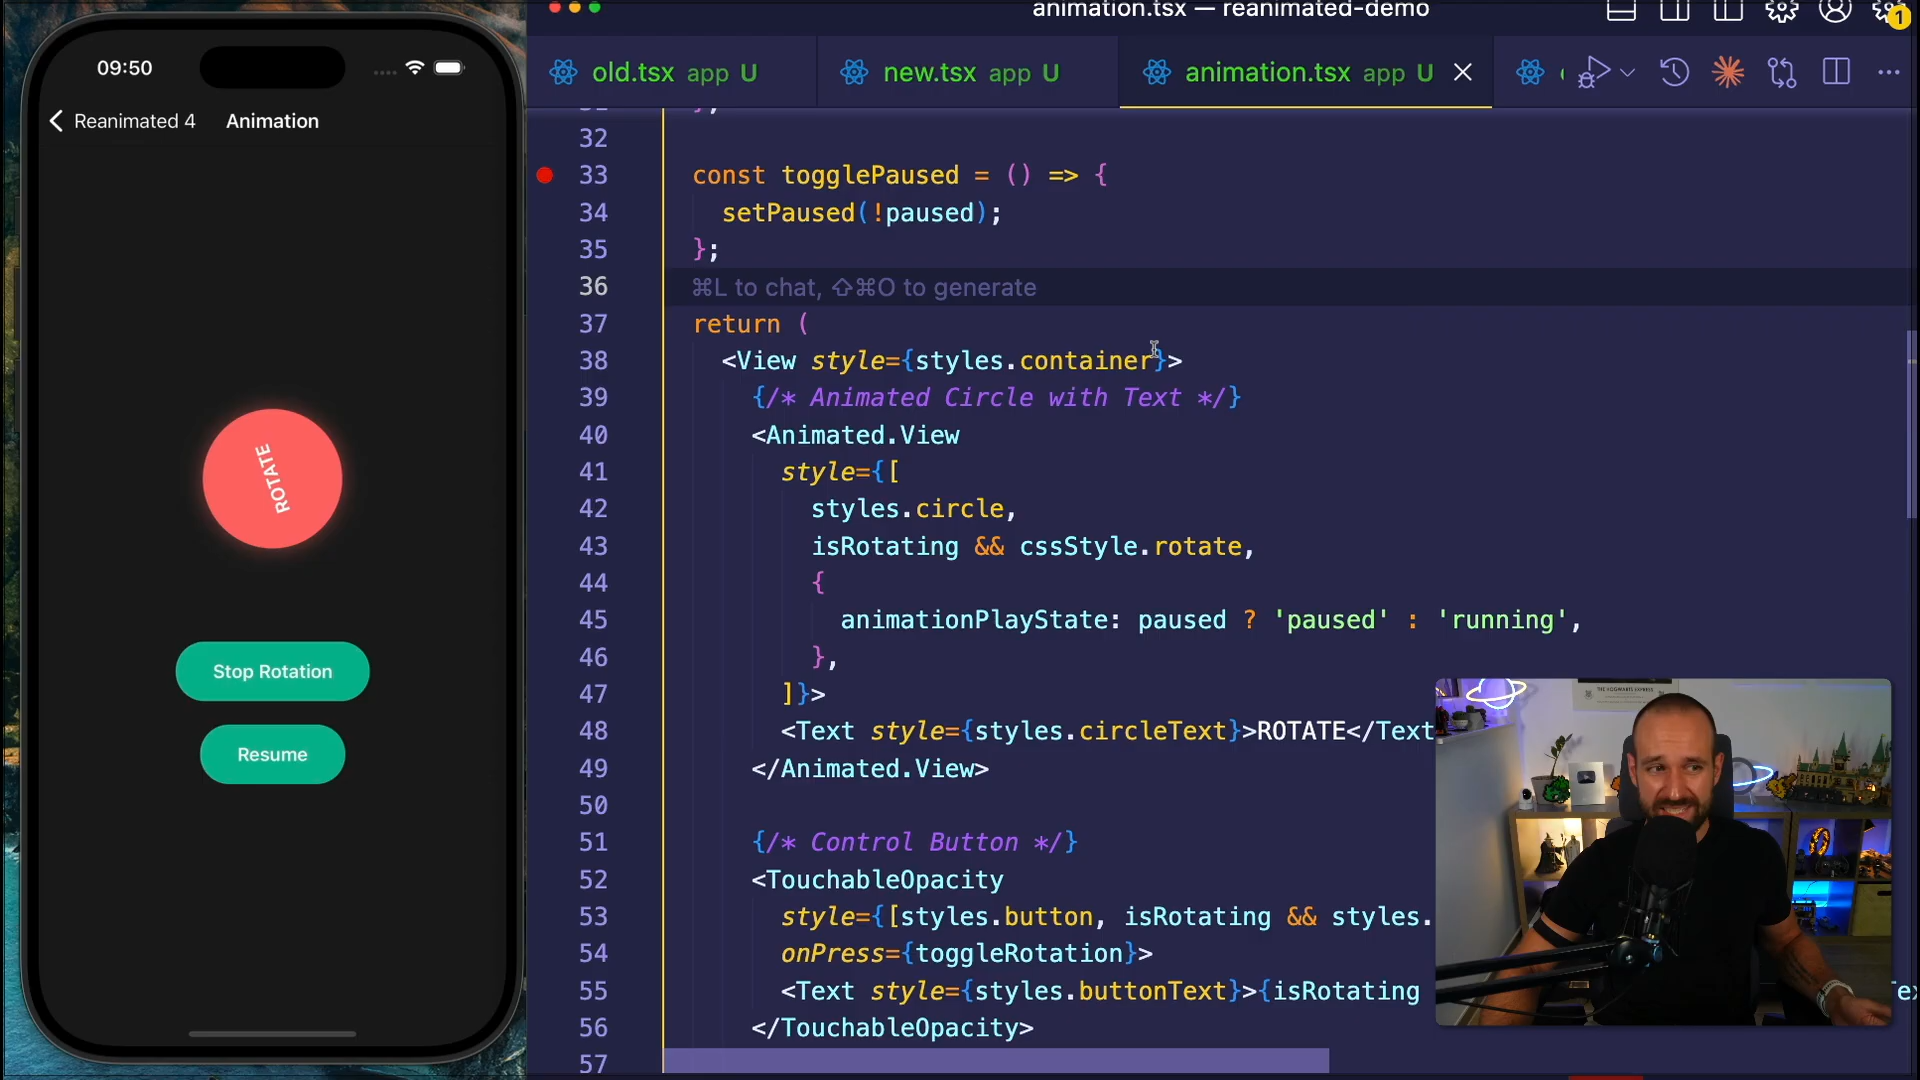 09:50
Reanimated 4 Animation
ROTATE
Stop Rotation
Resume
animation.tsx — reanimated-demo
1
old.tsx app U
new.tsx app U
animation.tsx app U
32
33 const togglePaused = () => {
34 setPaused(!paused);
35 };
36 ⌘L to chat, ⇧⌘O to generate
37 return (
38 <View style={styles.container}>
39 {/* Animated Circle with Text */}
40 <Animated.View
41 style={[
42 styles.circle,
43 isRotating && cssStyle.rotate,
44 {
45 animationPlayState: paused ? 'paused' : 'running',
46 },
47 ]}>
48 <Text style={styles.circleText}>ROTATE</Text
49 </Animated.View>
50
51 {/* Control Button */}
52 <TouchableOpacity
53 style={[styles.button, isRotating && styles.
54 onPress={toggleRotation}>
55 <Text style={styles.buttonText}>{isRotating
56 </TouchableOpacity>
57
THE HOGWARTS EXPRESS